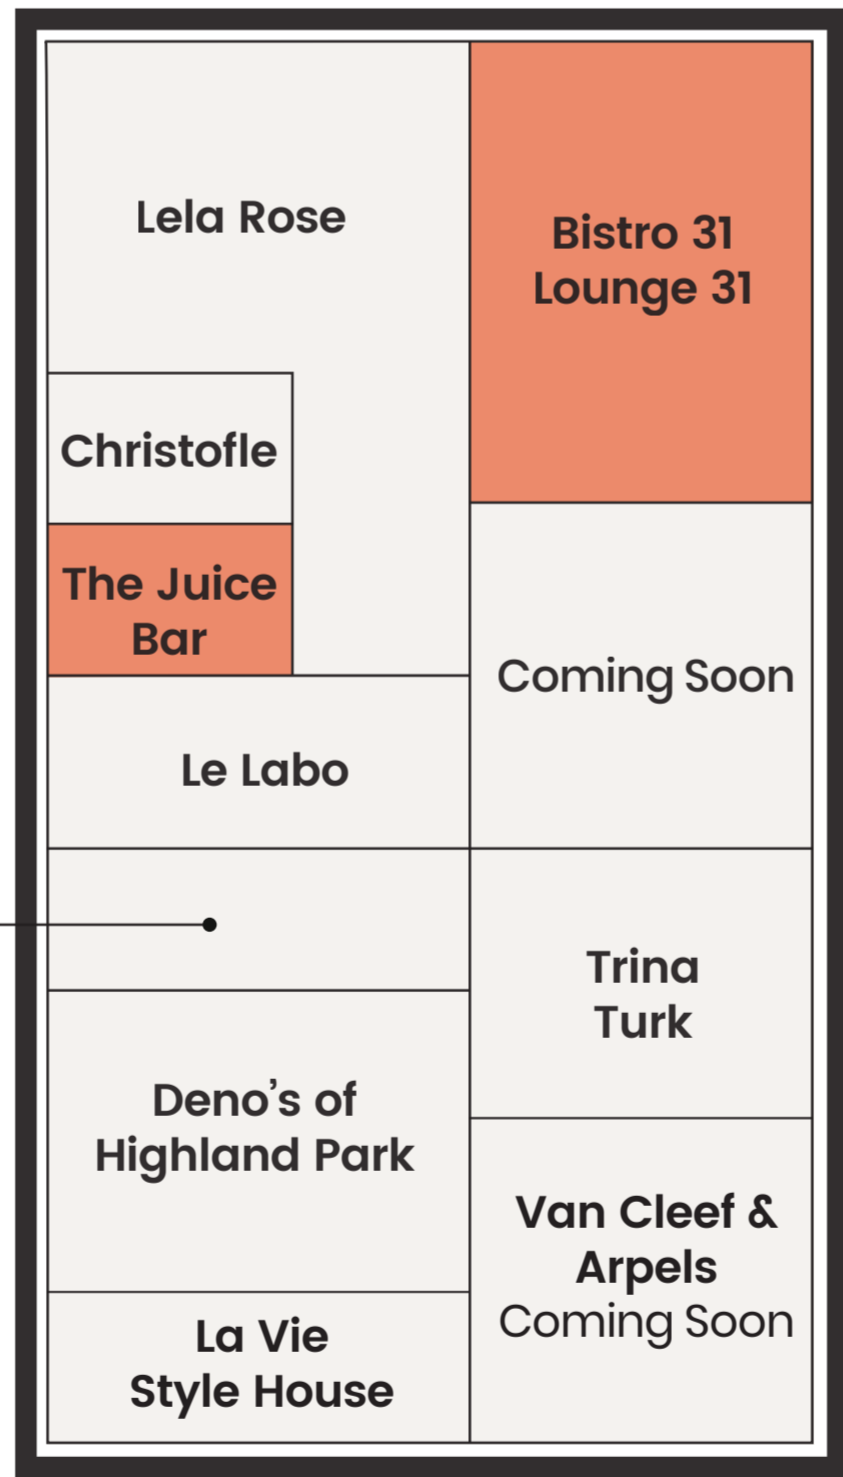 Lela Rose
Bistro 31
Lounge 31
Christofle
The Juice
Bar
Coming Soon
Le Labo
Trina
Turk
Deno’s of
Highland Park
Van Cleef &
Arpels
Coming Soon
La Vie
Style House